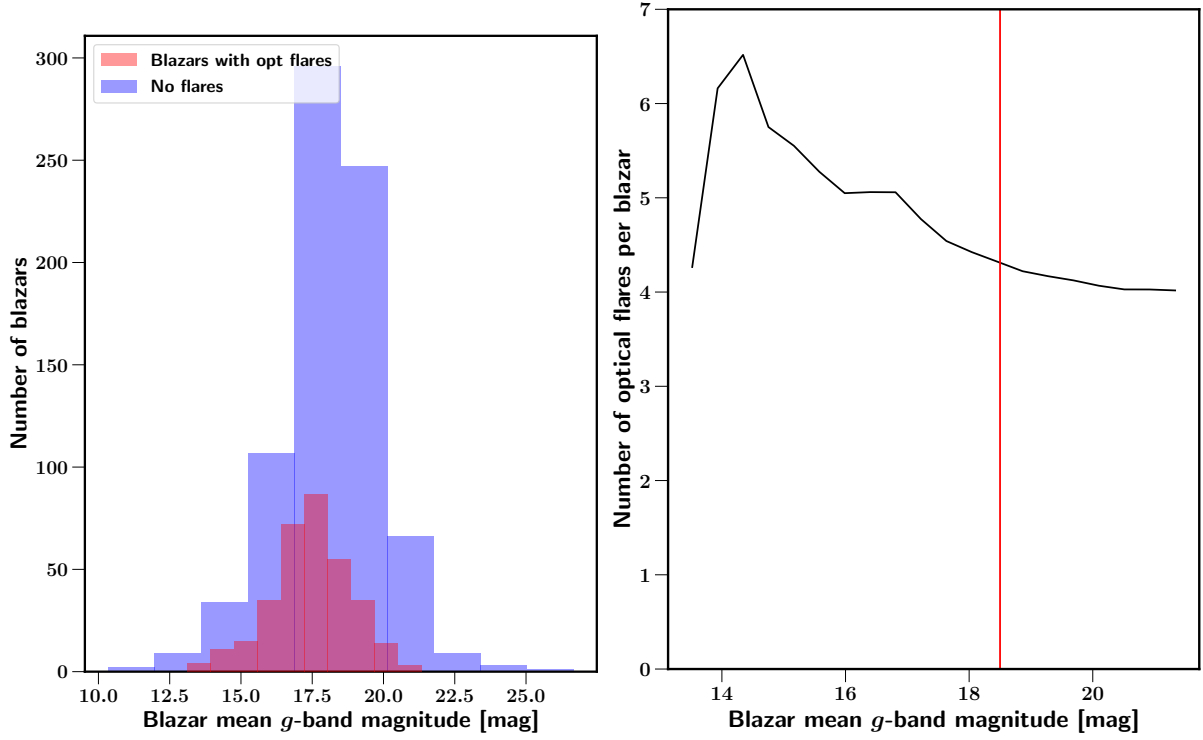 Blazars with opt flares
No flares
300
250
200
150
100
50
0
10.0 12.5 15.0 17.5 20.0 22.5 25.0
Number of blazars
Blazar mean g-band magnitude [mag]
7
6
5
4
3
2
1
0
14 16 18 20
Number of optical flares per blazar
Blazar mean g-band magnitude [mag]